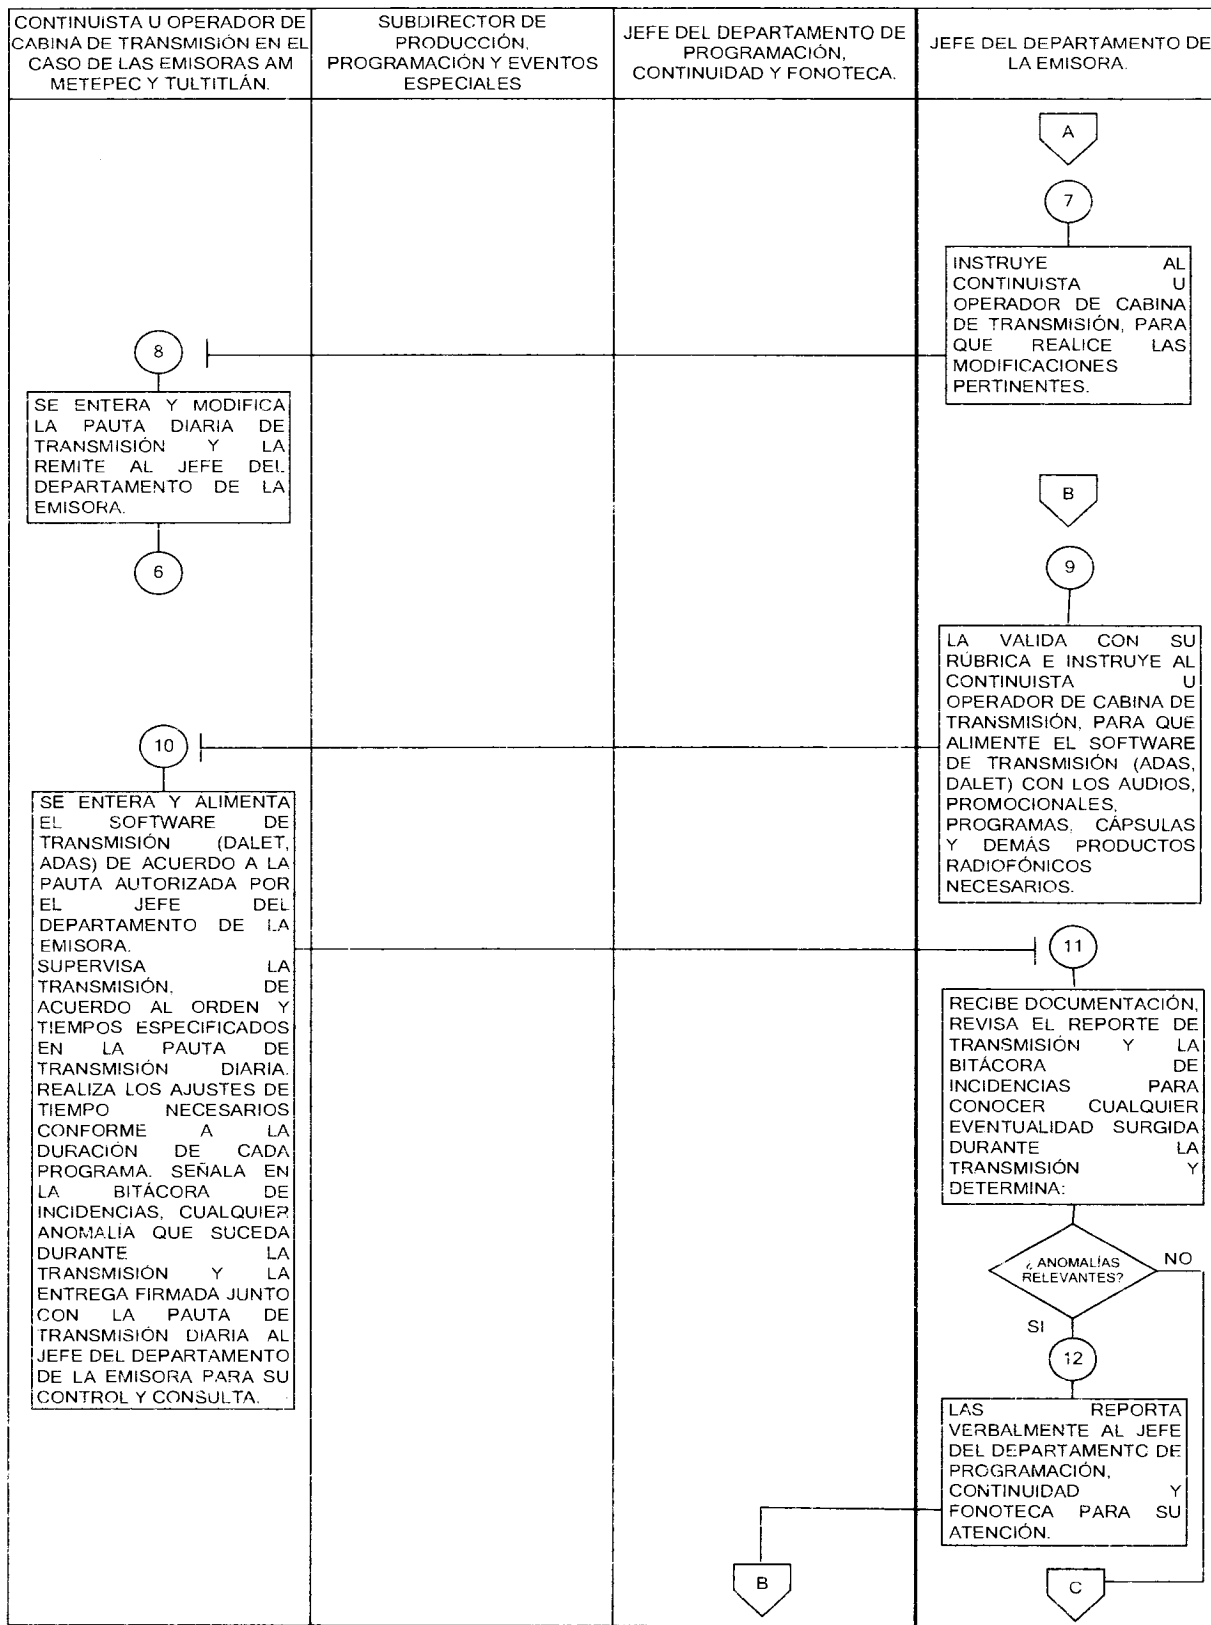 CONTINUISTA U OPERADOR DE
CABINA DE TRANSMISIÓN EN EL
CASO DE LAS EMISORAS AM
METEPEC Y TULTITLÁN.
SUBDIRECTOR DE
PRODUCCIÓN,
PROGRAMACIÓN Y EVENTOS
ESPECIALES
JEFE DEL DEPARTAMENTO DE
PROGRAMACIÓN,
CONTINUIDAD Y FONOTECA.
JEFE DEL DEPARTAMENTO DE
LA EMISORA.
A
7
INSTRUYE AL
CONTINUISTA U
OPERADOR DE CABINA
DE TRANSMISIÓN, PARA
QUE REALICE LAS
MODIFICACIONES
PERTINENTES.
8
SE ENTERA Y MODIFICA
LA PAUTA DIARIA DE
TRANSMISIÓN Y LA
REMITE AL JEFE DEL
DEPARTAMENTO DE LA
EMISORA.
6
B
9
LA VALIDA CON SU
RÚBRICA E INSTRUYE AL
CONTINUISTA U
OPERADOR DE CABINA DE
TRANSMISIÓN, PARA QUE
ALIMENTE EL SOFTWARE
DE TRANSMISIÓN (ADAS,
DALET) CON LOS AUDIOS,
PROMOCIONALES,
PROGRAMAS, CÁPSULAS
Y DEMÁS PRODUCTOS
RADIOFÓNICOS
NECESARIOS.
10
SE ENTERA Y ALIMENTA
EL SOFTWARE DE
TRANSMISIÓN (DALET,
ADAS) DE ACUERDO A LA
PAUTA AUTORIZADA POR
EL JEFE DEL
DEPARTAMENTO DE LA
EMISORA.
SUPERVISA LA
TRANSMISIÓN, DE
ACUERDO AL ORDEN Y
TIEMPOS ESPECIFICADOS
EN LA PAUTA DE
TRANSMISIÓN DIARIA.
REALIZA LOS AJUSTES DE
TIEMPO NECESARIOS
CONFORME A LA
DURACIÓN DE CADA
PROGRAMA. SEÑALA EN
LA BITÁCORA DE
INCIDENCIAS, CUALQUIER
ANOMALÍA QUE SUCEDA
DURANTE LA
TRANSMISIÓN Y LA
ENTREGA FIRMADA JUNTO
CON LA PAUTA DE
TRANSMISIÓN DIARIA AL
JEFE DEL DEPARTAMENTO
DE LA EMISORA PARA SU
CONTROL Y CONSULTA.
11
RECIBE DOCUMENTACIÓN,
REVISA EL REPORTE DE
TRANSMISIÓN Y LA
BITÁCORA DE
INCIDENCIAS PARA
CONOCER CUALQUIER
EVENTUALIDAD SURGIDA
DURANTE LA
TRANSMISIÓN Y
DETERMINA:
¿ANOMALÍAS
RELEVANTES?
NO
SI
12
LAS REPORTA
VERBALMENTE AL JEFE
DEL DEPARTAMENTO DE
PROGRAMACIÓN,
CONTINUIDAD Y
FONOTECA PARA SU
ATENCIÓN.
B
C